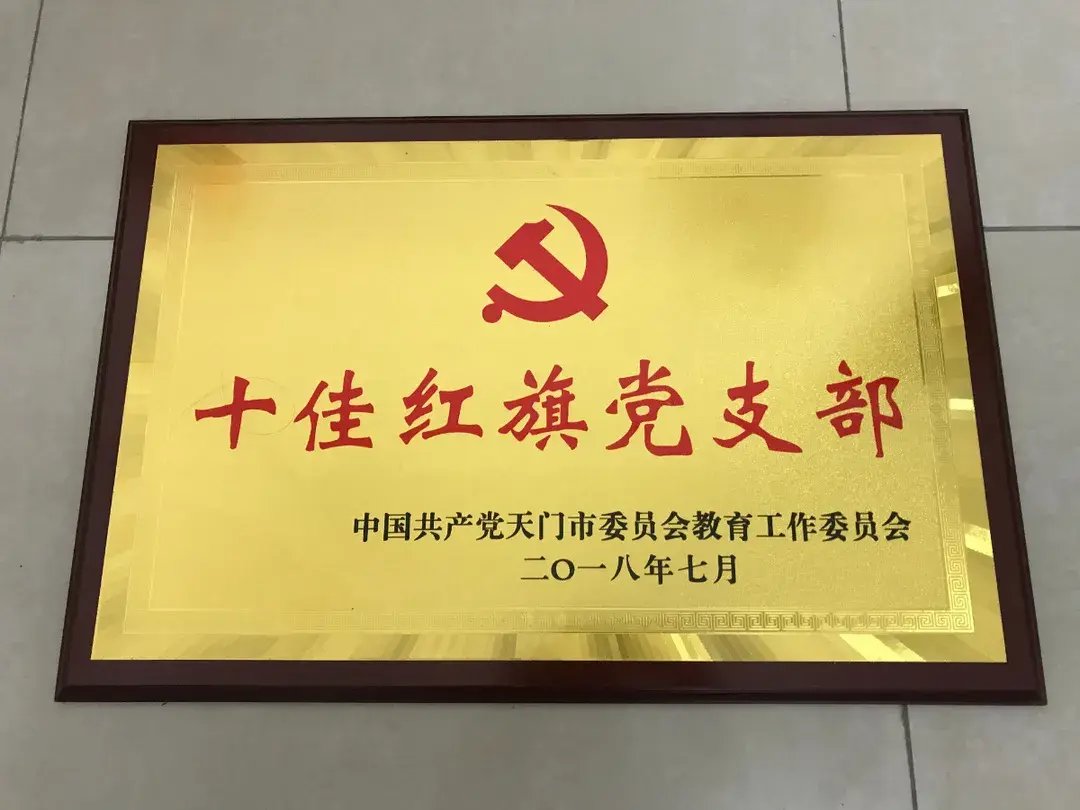 十佳红旗党支部
中国共产党天门市委员会教育工作委员会
二〇一八年七月